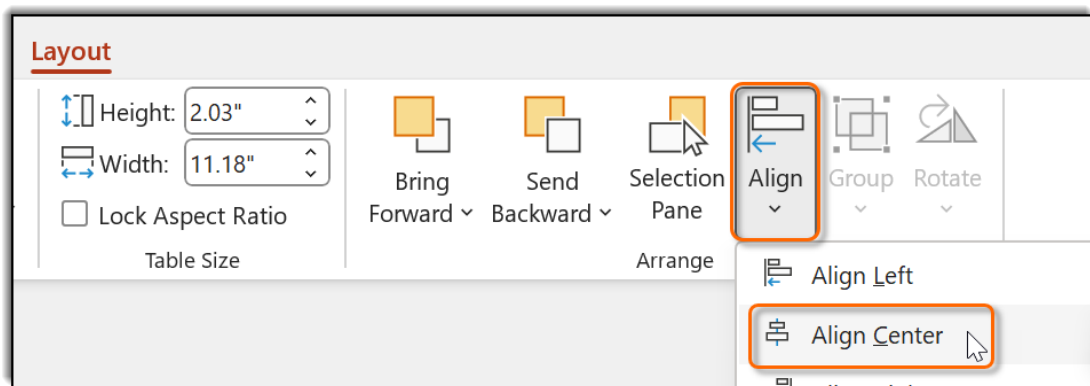 Layout
Height: 2.03"
Width: 11.18"
Lock Aspect Ratio
Table Size
Bring
Forward
Send
Backward
Selection
Pane
Align
Group
Rotate
Arrange
Align Left
Align Center